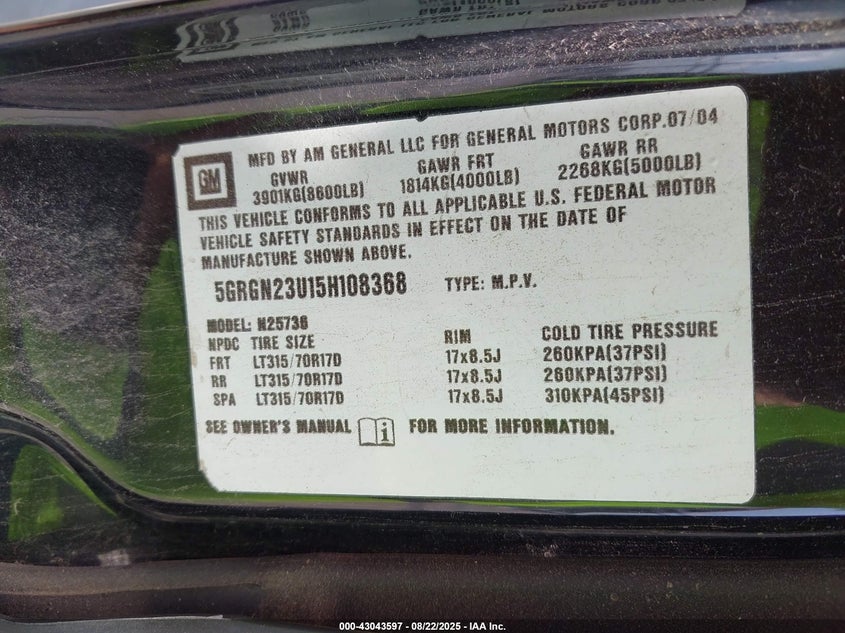 GM
MFD BY AM GENERAL LLC FOR GENERAL MOTORS CORP.07/04
GVWR GAWR FRT GAWR RR
3901KG(8600LB) 1814KG(4000LB) 2268KG(5000LB)
THIS VEHICLE CONFORMS TO ALL APPLICABLE U.S. FEDERAL MOTOR
VEHICLE SAFETY STANDARDS IN EFFECT ON THE DATE OF
MANUFACTURE SHOWN ABOVE.
5GRGN23U15H108368 TYPE: M.P.V.
MODEL: N25736
NPDC TIRE SIZE RIM COLD TIRE PRESSURE
FRT LT315/70R17D 17x8.5J 260KPA(37PSI)
RR LT315/70R17D 17x8.5J 260KPA(37PSI)
SPA LT315/70R17D 17x8.5J 310KPA(45PSI)
SEE OWNER'S MANUAL i FOR MORE INFORMATION.
000-43043597 - 08/22/2025 - IAA Inc.